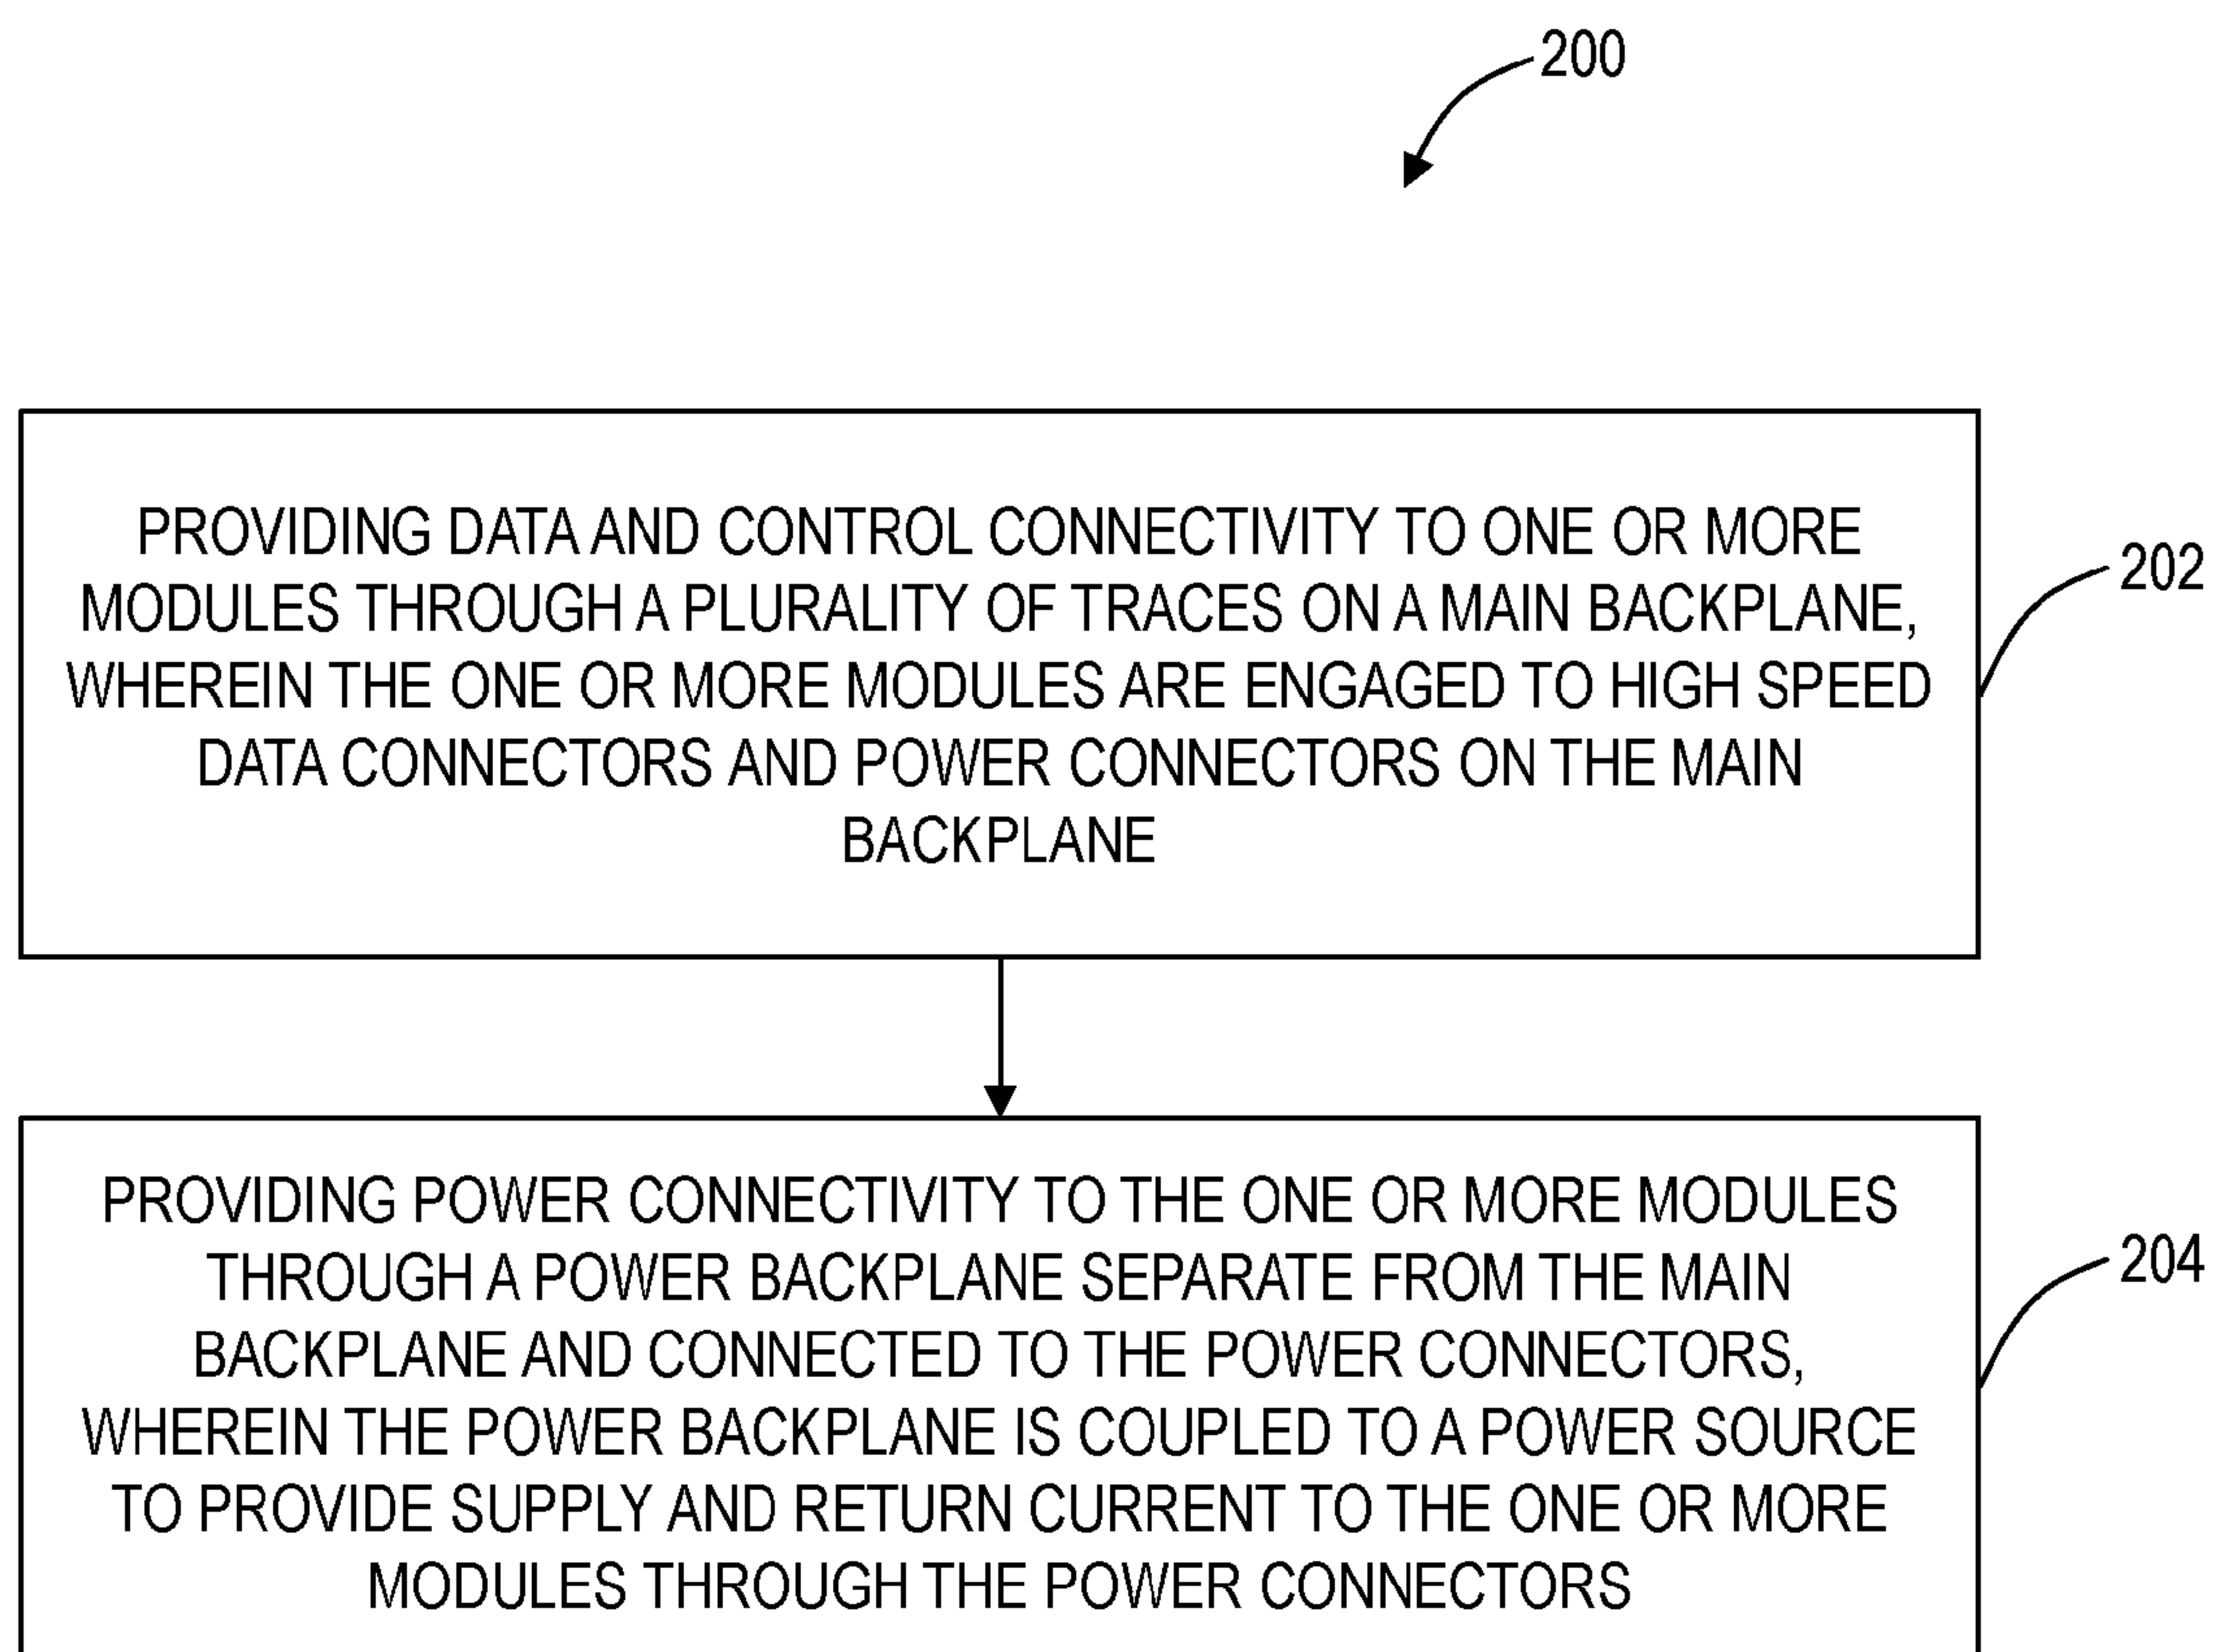 200
PROVIDING DATA AND CONTROL CONNECTIVITY TO ONE OR MORE
MODULES THROUGH A PLURALITY OF TRACES ON A MAIN BACKPLANE,
WHEREIN THE ONE OR MORE MODULES ARE ENGAGED TO HIGH SPEED
DATA CONNECTORS AND POWER CONNECTORS ON THE MAIN
BACKPLANE
202
PROVIDING POWER CONNECTIVITY TO THE ONE OR MORE MODULES
THROUGH A POWER BACKPLANE SEPARATE FROM THE MAIN
BACKPLANE AND CONNECTED TO THE POWER CONNECTORS,
WHEREIN THE POWER BACKPLANE IS COUPLED TO A POWER SOURCE
TO PROVIDE SUPPLY AND RETURN CURRENT TO THE ONE OR MORE
MODULES THROUGH THE POWER CONNECTORS
204